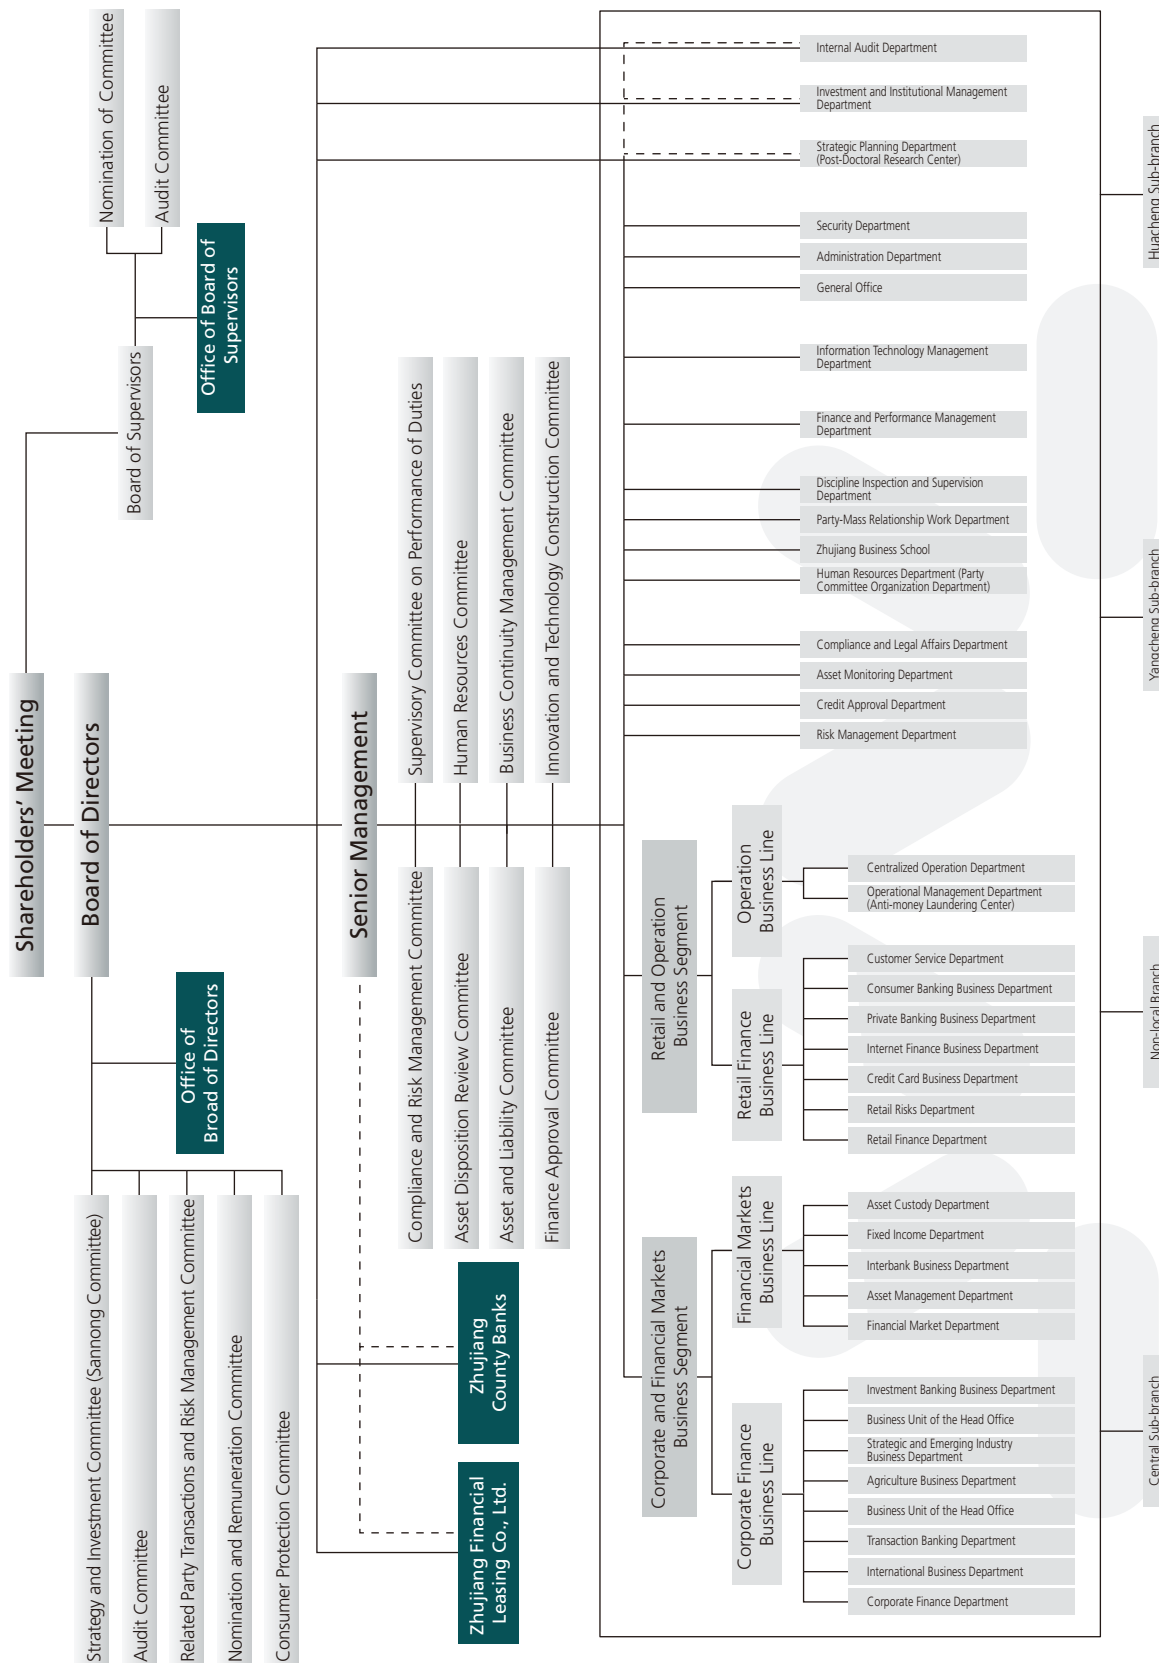 Shareholders’ Meeting
Board of Directors
Board of Supervisors
Nomination of Committee
Audit Committee
Office of Board of
Supervisors
Office of
Broad of Directors
Strategy and Investment Committee (Sannong Committee)
Audit Committee
Related Party Transactions and Risk Management Committee
Nomination and Remuneration Committee
Consumer Protection Committee
Senior Management
Compliance and Risk Management Committee
Asset Disposition Review Committee
Asset and Liability Committee
Finance Approval Committee
Supervisory Committee on Performance of Duties
Human Resources Committee
Business Continuity Management Committee
Innovation and Technology Construction Committee
Zhujiang Financial
Leasing Co., Ltd.
Zhujiang
County Banks
Corporate and Financial Markets
Business Segment
Corporate Finance
Business Line
Corporate Finance Department
International Business Department
Transaction Banking Department
Business Unit of the Head Office
Agriculture Business Department
Strategic and Emerging Industry
Business Department
Business Unit of the Head Office
Investment Banking Business Department
Financial Markets
Business Line
Financial Market Department
Asset Management Department
Interbank Business Department
Fixed Income Department
Asset Custody Department
Retail and Operation
Business Segment
Retail Finance
Business Line
Retail Finance Department
Retail Risks Department
Credit Card Business Department
Internet Finance Business Department
Private Banking Business Department
Consumer Banking Business Department
Customer Service Department
Operation
Business Line
Operational Management Department
(Anti-money Laundering Center)
Centralized Operation Department
Risk Management Department
Credit Approval Department
Asset Monitoring Department
Compliance and Legal Affairs Department
Human Resources Department (Party
Committee Organization Department)
Zhujiang Business School
Party-Mass Relationship Work Department
Discipline Inspection and Supervision
Department
Finance and Performance Management
Department
Information Technology Management
Department
General Office
Administration Department
Security Department
Strategic Planning Department
(Post-Doctoral Research Center)
Investment and Institutional Management
Department
Internal Audit Department
Central Sub-branch
Non-local Branch
Yangcheng Sub-branch
Huacheng Sub-branch